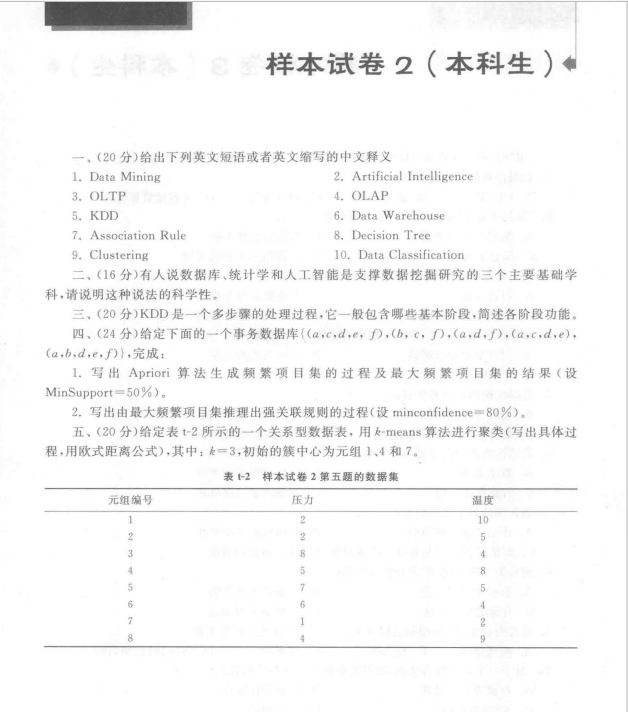 样本试卷2(本科生)
一、(20分)给出下列英文短语或者英文缩写的中文释义
1. Data Mining 2. Artificial Intelligence
3. OLTP 4. OLAP
5. KDD 6. Data Warehouse
7. Association Rule 8. Decision Tree
9. Clustering 10. Data Classification
二、(16分)有人说数据库、统计学和人工智能是支撑数据挖掘研究的三个主要基础学
科,请说明这种说法的科学性。
三、(20分)KDD是一个多步骤的处理过程,它一般包含哪些基本阶段,简述各阶段功能。
四、(24分)给定下面的一个事务数据库{(a,c,d,e,f),(b,c,f),(a,d,f),(a,c,d,e),
(a,b,d,e,f)},完成:
1. 写出 Apriori 算法生成频繁项目集的过程及最大频繁项目集的结果(设
MinSupport=50%)。
2. 写出由最大频繁项目集推理出强关联规则的过程(设 minconfidence=80%)。
五、(20分)给定表 t-2 所示的一个关系型数据表,用 k-means 算法进行聚类(写出具体过
程,用欧式距离公式),其中:k=3,初始的簇中心为元组 1、4 和 7。
表 t-2 样本试卷 2 第五题的数据集
元组编号 压力 温度
1 2 10
2 2 5
3 8 4
4 5 8
5 7 5
6 6 4
7 1 2
8 4 9